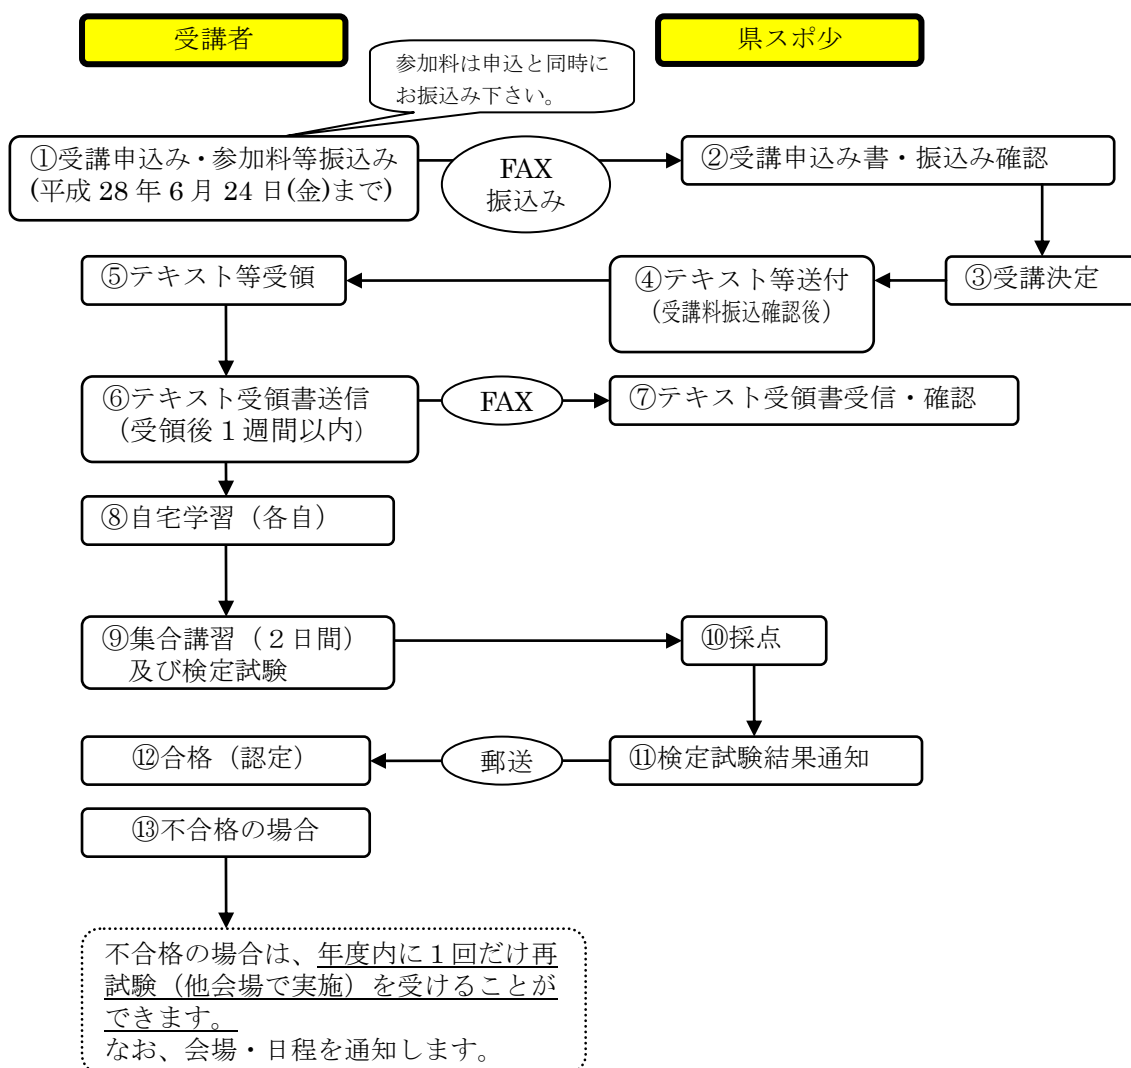 受講者
県スポ少
参加料は申込と同時に
お振込み下さい。
①受講申込み・参加料等振込み
(平成 28 年 6 月 24 日(金)まで)
FAX
振込み
②受講申込み書・振込み確認
③受講決定
④テキスト等送付
（受講料振込確認後）
⑤テキスト等受領
⑥テキスト受領書送信
（受領後１週間以内）
FAX
⑦テキスト受領書受信・確認
⑧自宅学習（各自）
⑨集合講習（２日間）
及び検定試験
⑩採点
⑪検定試験結果通知
郵送
⑫合格（認定）
⑬不合格の場合
不合格の場合は、年度内に１回だけ再
試験（他会場で実施）を受けることが
できます。
なお、会場・日程を通知します。